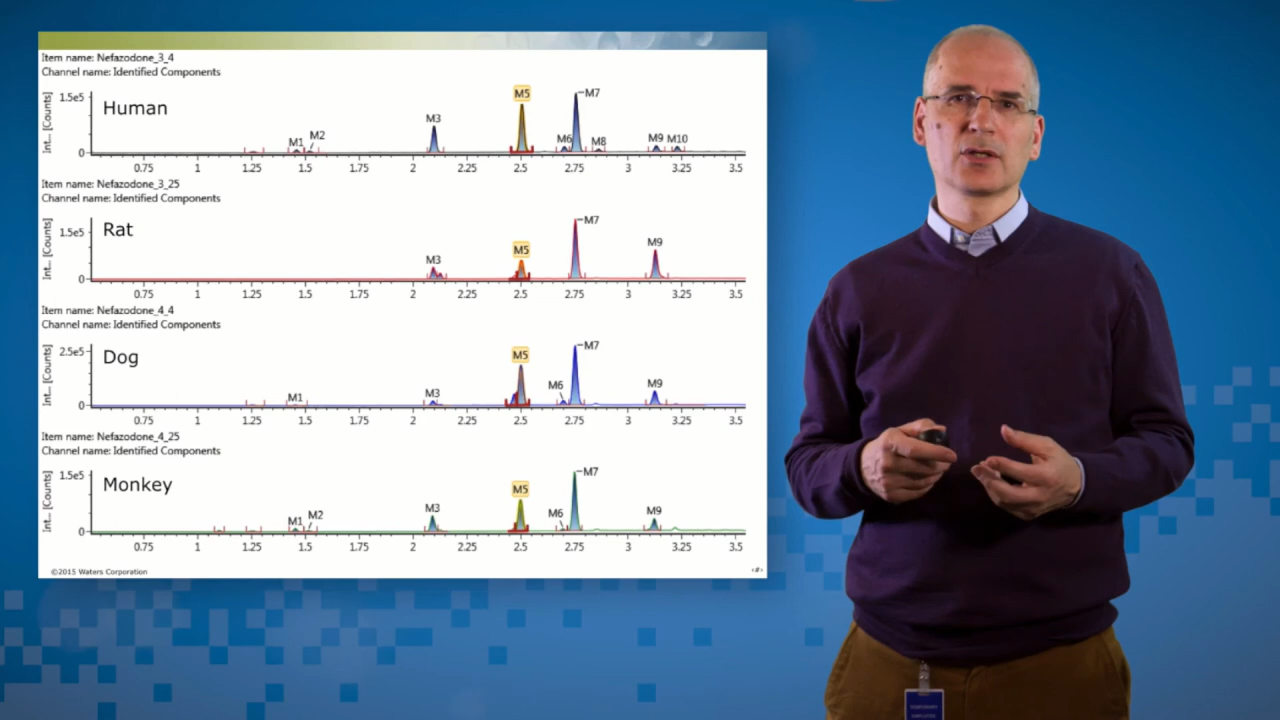 Item name: Nefazodone_3_4
Channel name: Identified Components
Int... [Counts]
1.5e5
0
Human
M1
M2
M3
M5
M6
M7
M8
M9
M10
0.75 1 1.25 1.5 1.75 2 2.25 2.5 2.75 3 3.25 3.5
Item name: Nefazodone_3_25
Channel name: Identified Components
Int... [Counts]
1.5e5
0
Rat
M3
M5
M7
M9
0.75 1 1.25 1.5 1.75 2 2.25 2.5 2.75 3 3.25 3.5
Item name: Nefazodone_4_4
Channel name: Identified Components
Int... [Counts]
2.5e5
0
Dog
M1
M3
M5
M6
M7
M9
0.75 1 1.25 1.5 1.75 2 2.25 2.5 2.75 3 3.25 3.5
Item name: Nefazodone_4_25
Channel name: Identified Components
Int... [Counts]
1.5e5
0
Monkey
M1
M2
M3
M5
M6
M7
M9
0.75 1 1.25 1.5 1.75 2 2.25 2.5 2.75 3 3.25 3.5
©2015 Waters Corporation
‹#›